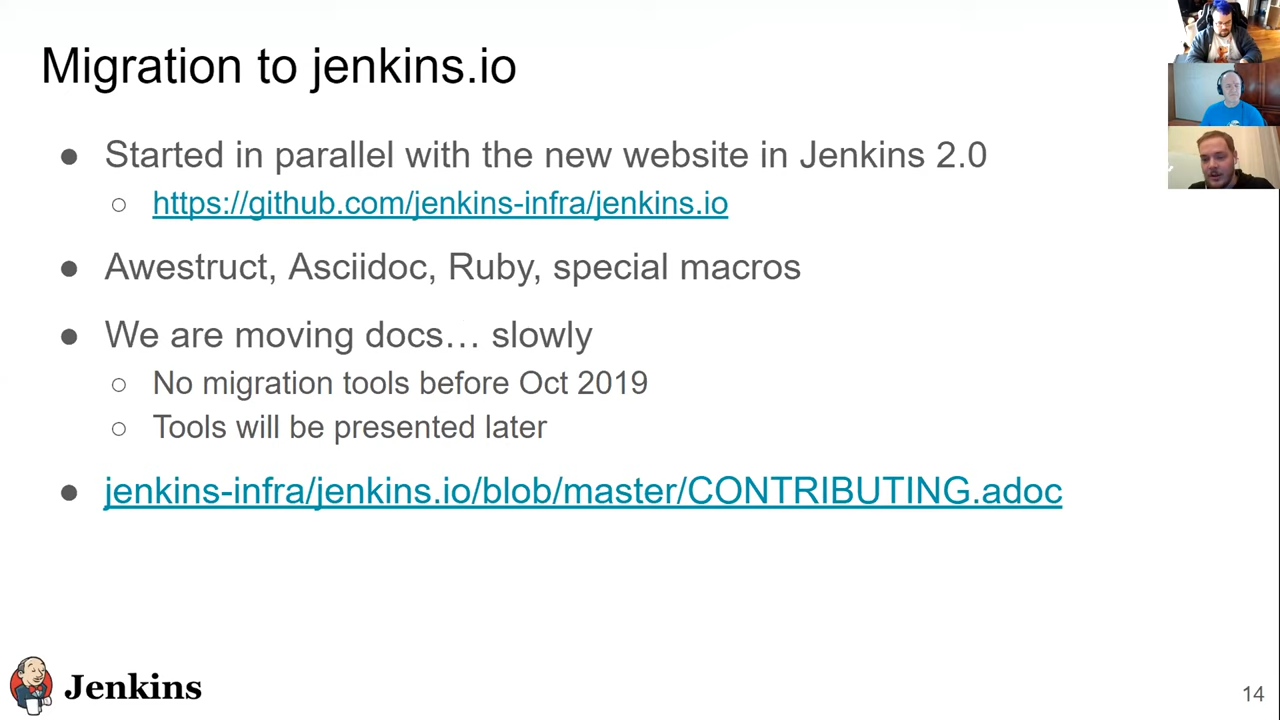 Migration to jenkins.io
● Started in parallel with the new website in Jenkins 2.0
○ https://github.com/jenkins-infra/jenkins.io
● Awestruct, Asciidoc, Ruby, special macros
● We are moving docs… slowly
○ No migration tools before Oct 2019
○ Tools will be presented later
● jenkins-infra/jenkins.io/blob/master/CONTRIBUTING.adoc
Jenkins
14